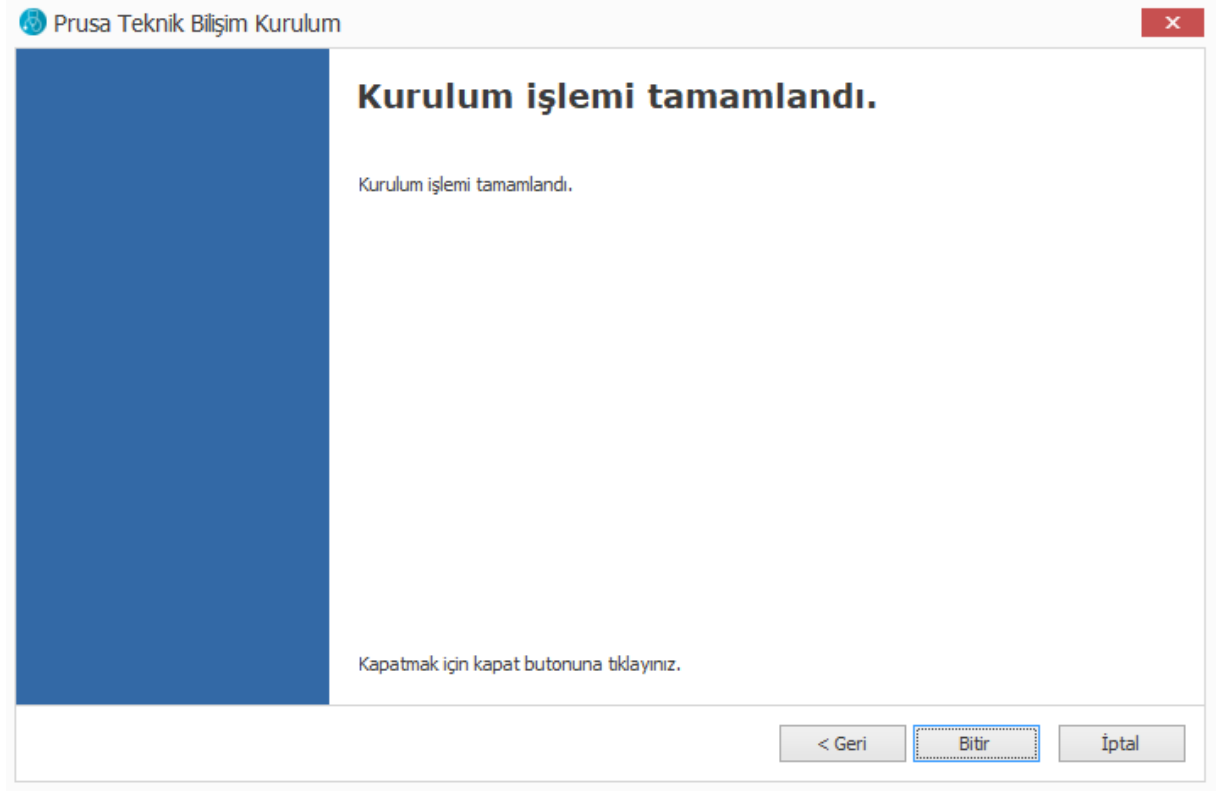 Prusa Teknik Bilişim Kurulum
Kurulum işlemi tamamlandı.
Kurulum işlemi tamamlandı.
Kapatmak için kapat butonuna tıklayınız.
< Geri
Bitir
İptal